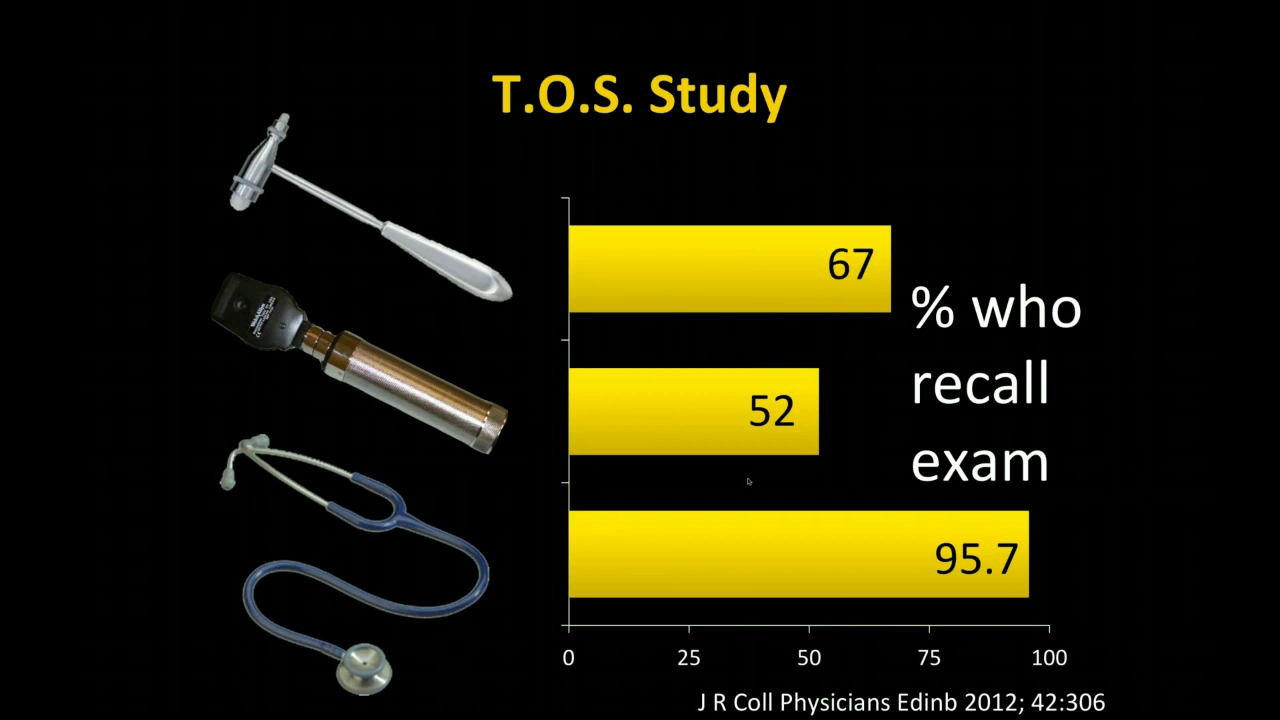 T.O.S. Study
67
% who
recall
exam
52
95.7
0 25 50 75 100
J R Coll Physicians Edinb 2012; 42:306